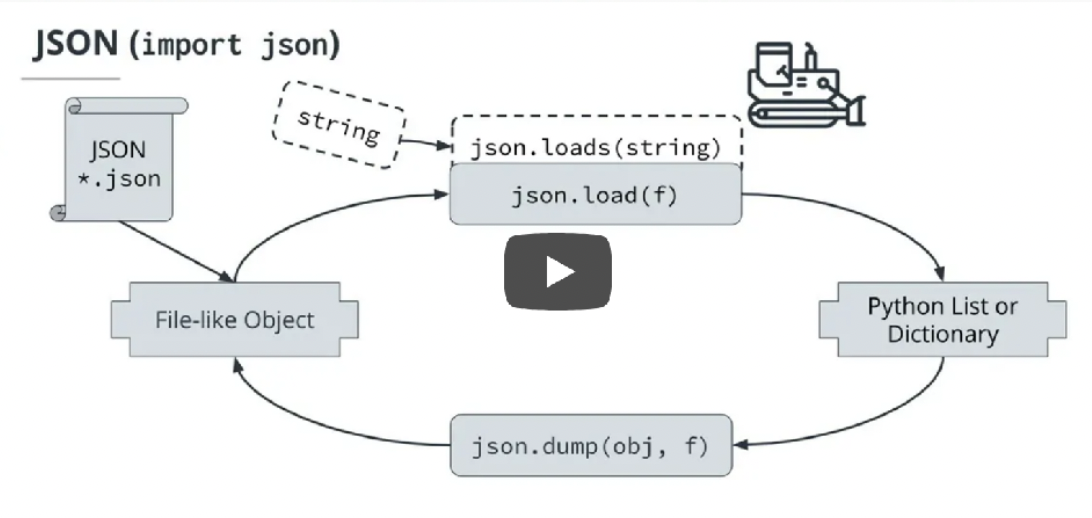 JSON (import json)
string
json.loads(string)
JSON
*.json
json.load(f)
File-like Object
Python List or
Dictionary
json.dump(obj, f)